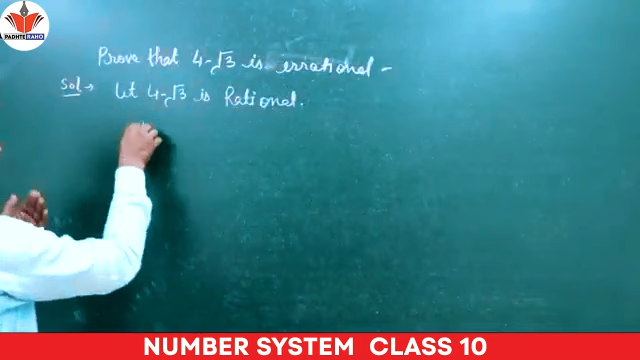 PADHTE RAHO
Prove that 4-√3 is irrational -
Sol → Let 4-√3 is Rational.
NUMBER SYSTEM CLASS 10